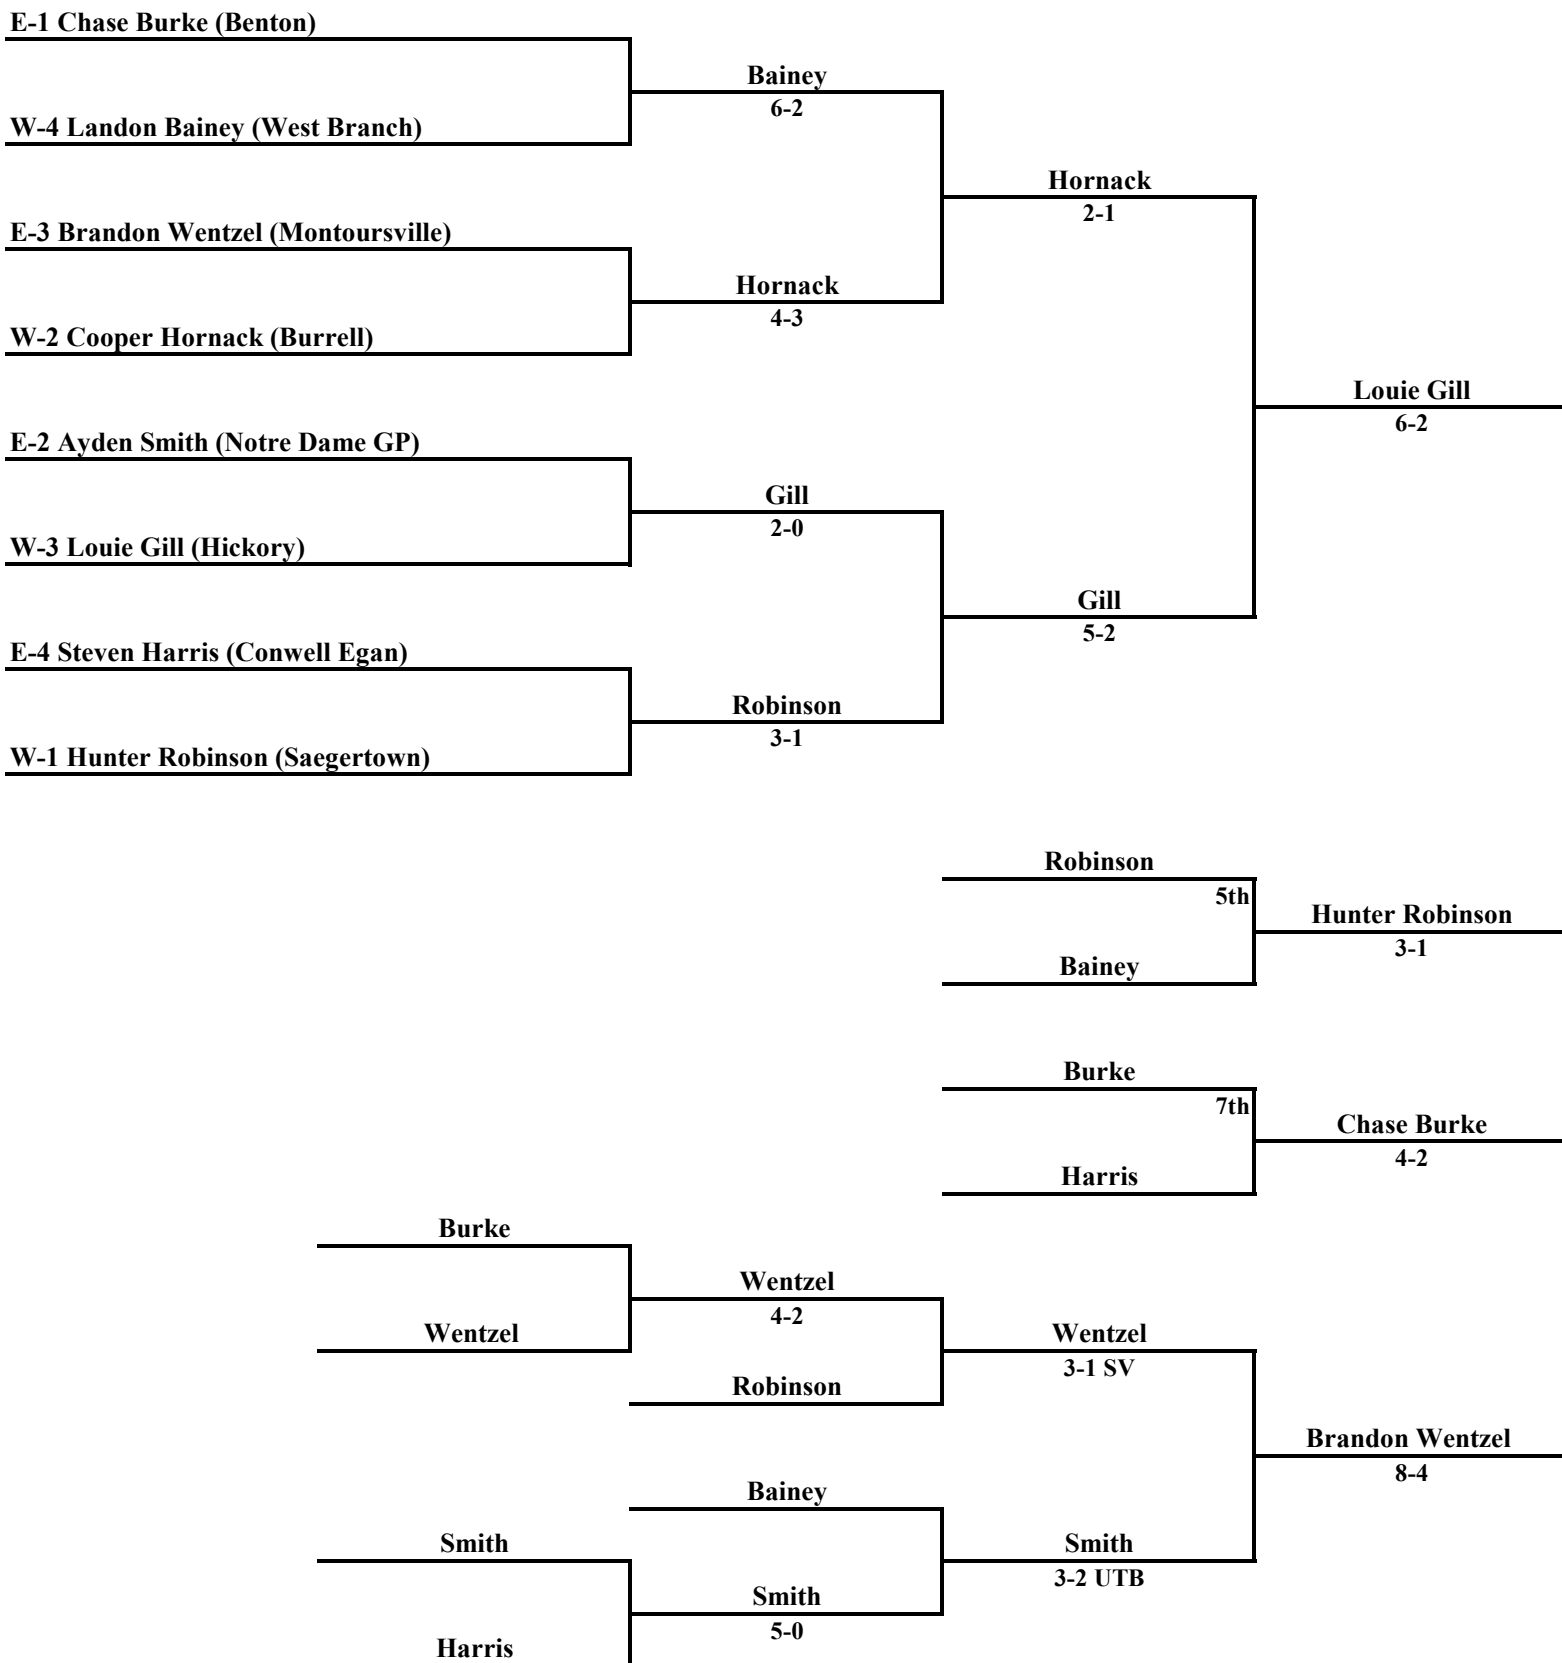 E-1 Chase Burke (Benton)
Bainey
6-2
W-4 Landon Bainey (West Branch)
Hornack
2-1
E-3 Brandon Wentzel (Montoursville)
Hornack
4-3
W-2 Cooper Hornack (Burrell)
Louie Gill
6-2
E-2 Ayden Smith (Notre Dame GP)
Gill
2-0
W-3 Louie Gill (Hickory)
Gill
5-2
E-4 Steven Harris (Conwell Egan)
Robinson
3-1
W-1 Hunter Robinson (Saegertown)
Robinson
5th
Hunter Robinson
3-1
Bainey
Burke
7th
Chase Burke
4-2
Harris
Burke
Wentzel
4-2
Wentzel
Wentzel
3-1 SV
Robinson
Brandon Wentzel
8-4
Bainey
Smith
Smith
3-2 UTB
Smith
5-0
Harris